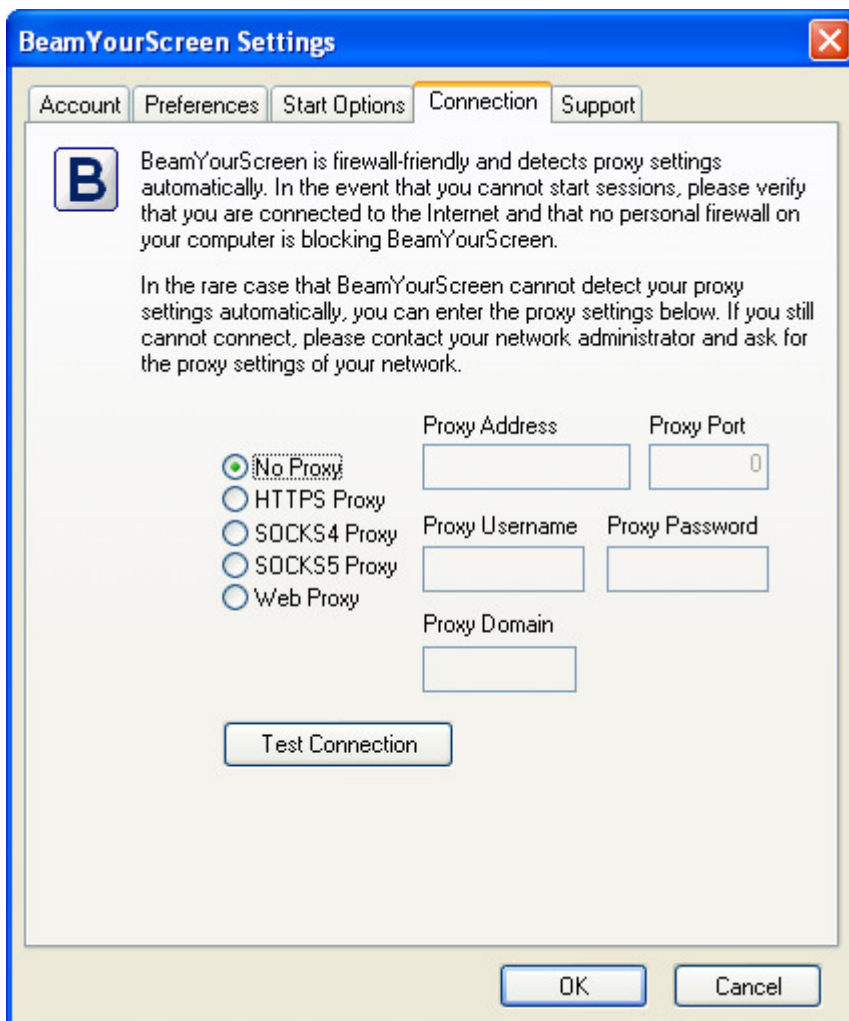 BeamYourScreen Settings
Account Preferences Start Options Connection Support
B
BeamYourScreen is firewall-friendly and detects proxy settings
automatically. In the event that you cannot start sessions, please verify
that you are connected to the Internet and that no personal firewall on
your computer is blocking BeamYourScreen.
In the rare case that BeamYourScreen cannot detect your proxy
settings automatically, you can enter the proxy settings below. If you still
cannot connect, please contact your network administrator and ask for
the proxy settings of your network.
Proxy Address Proxy Port
No Proxy 0
HTTPS Proxy
SOCKS4 Proxy Proxy Username Proxy Password
SOCKS5 Proxy
Web Proxy
Proxy Domain
Test Connection
OK Cancel